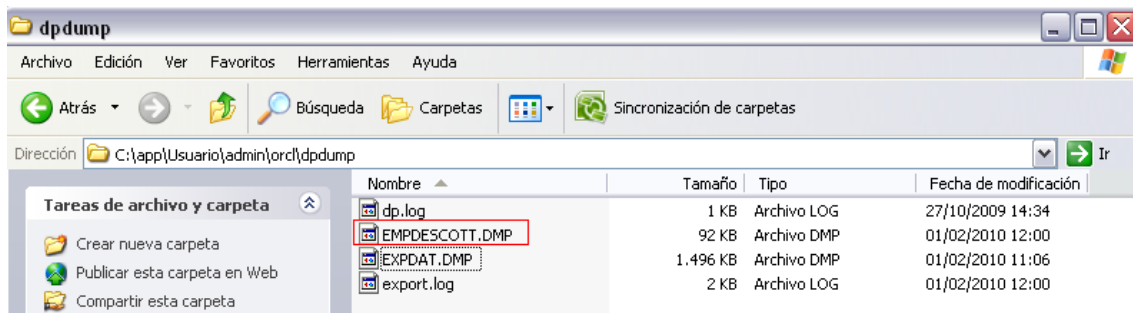 dpdump
Archivo Edición Ver Favoritos Herramientas Ayuda
Atrás Búsqueda Carpetas Sincronización de carpetas
Dirección C:\app\Usuario\admin\orcl\dpdump Ir
Nombre Tamaño Tipo Fecha de modificación
Tareas de archivo y carpeta
dp.log 1 KB Archivo LOG 27/10/2009 14:34
EMPDESCOTT.DMP 92 KB Archivo DMP 01/02/2010 12:00
Crear nueva carpeta
EXPDAT.DMP 1.496 KB Archivo DMP 01/02/2010 11:06
Publicar esta carpeta en Web
export.log 2 KB Archivo LOG 01/02/2010 12:00
Compartir esta carpeta